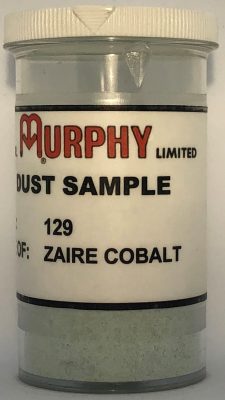 MURPHY LIMITED
DUST SAMPLE
: 129
OF: ZAIRE COBALT